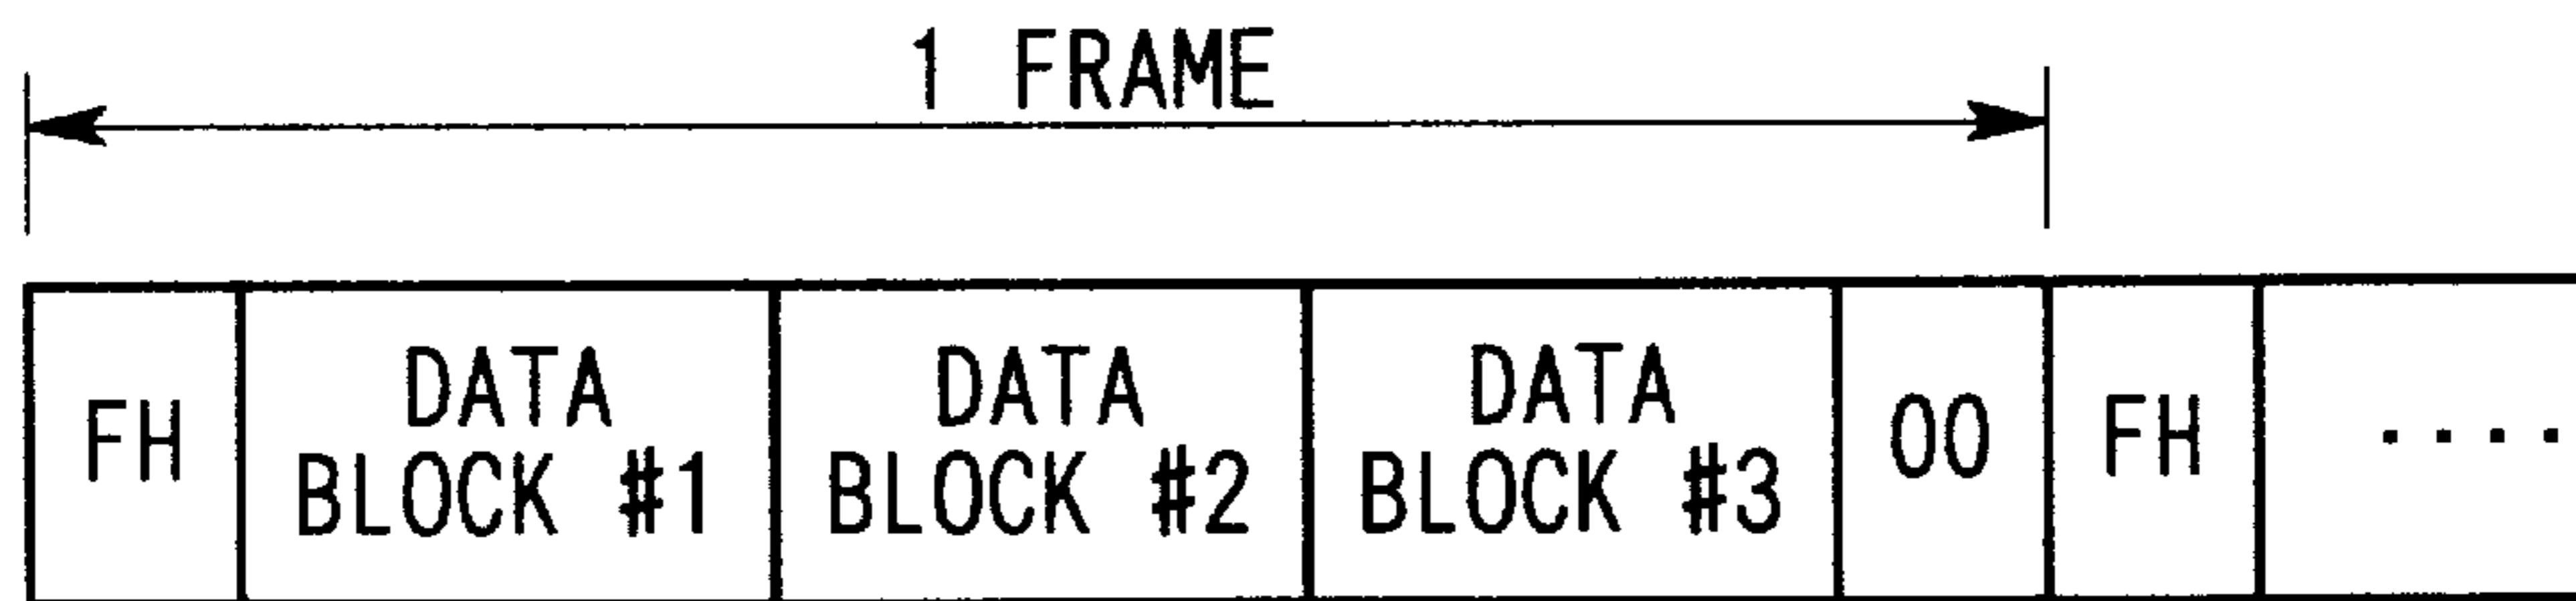 1 FRAME
FH
DATA
BLOCK #1
DATA
BLOCK #2
DATA
BLOCK #3
00
FH
....